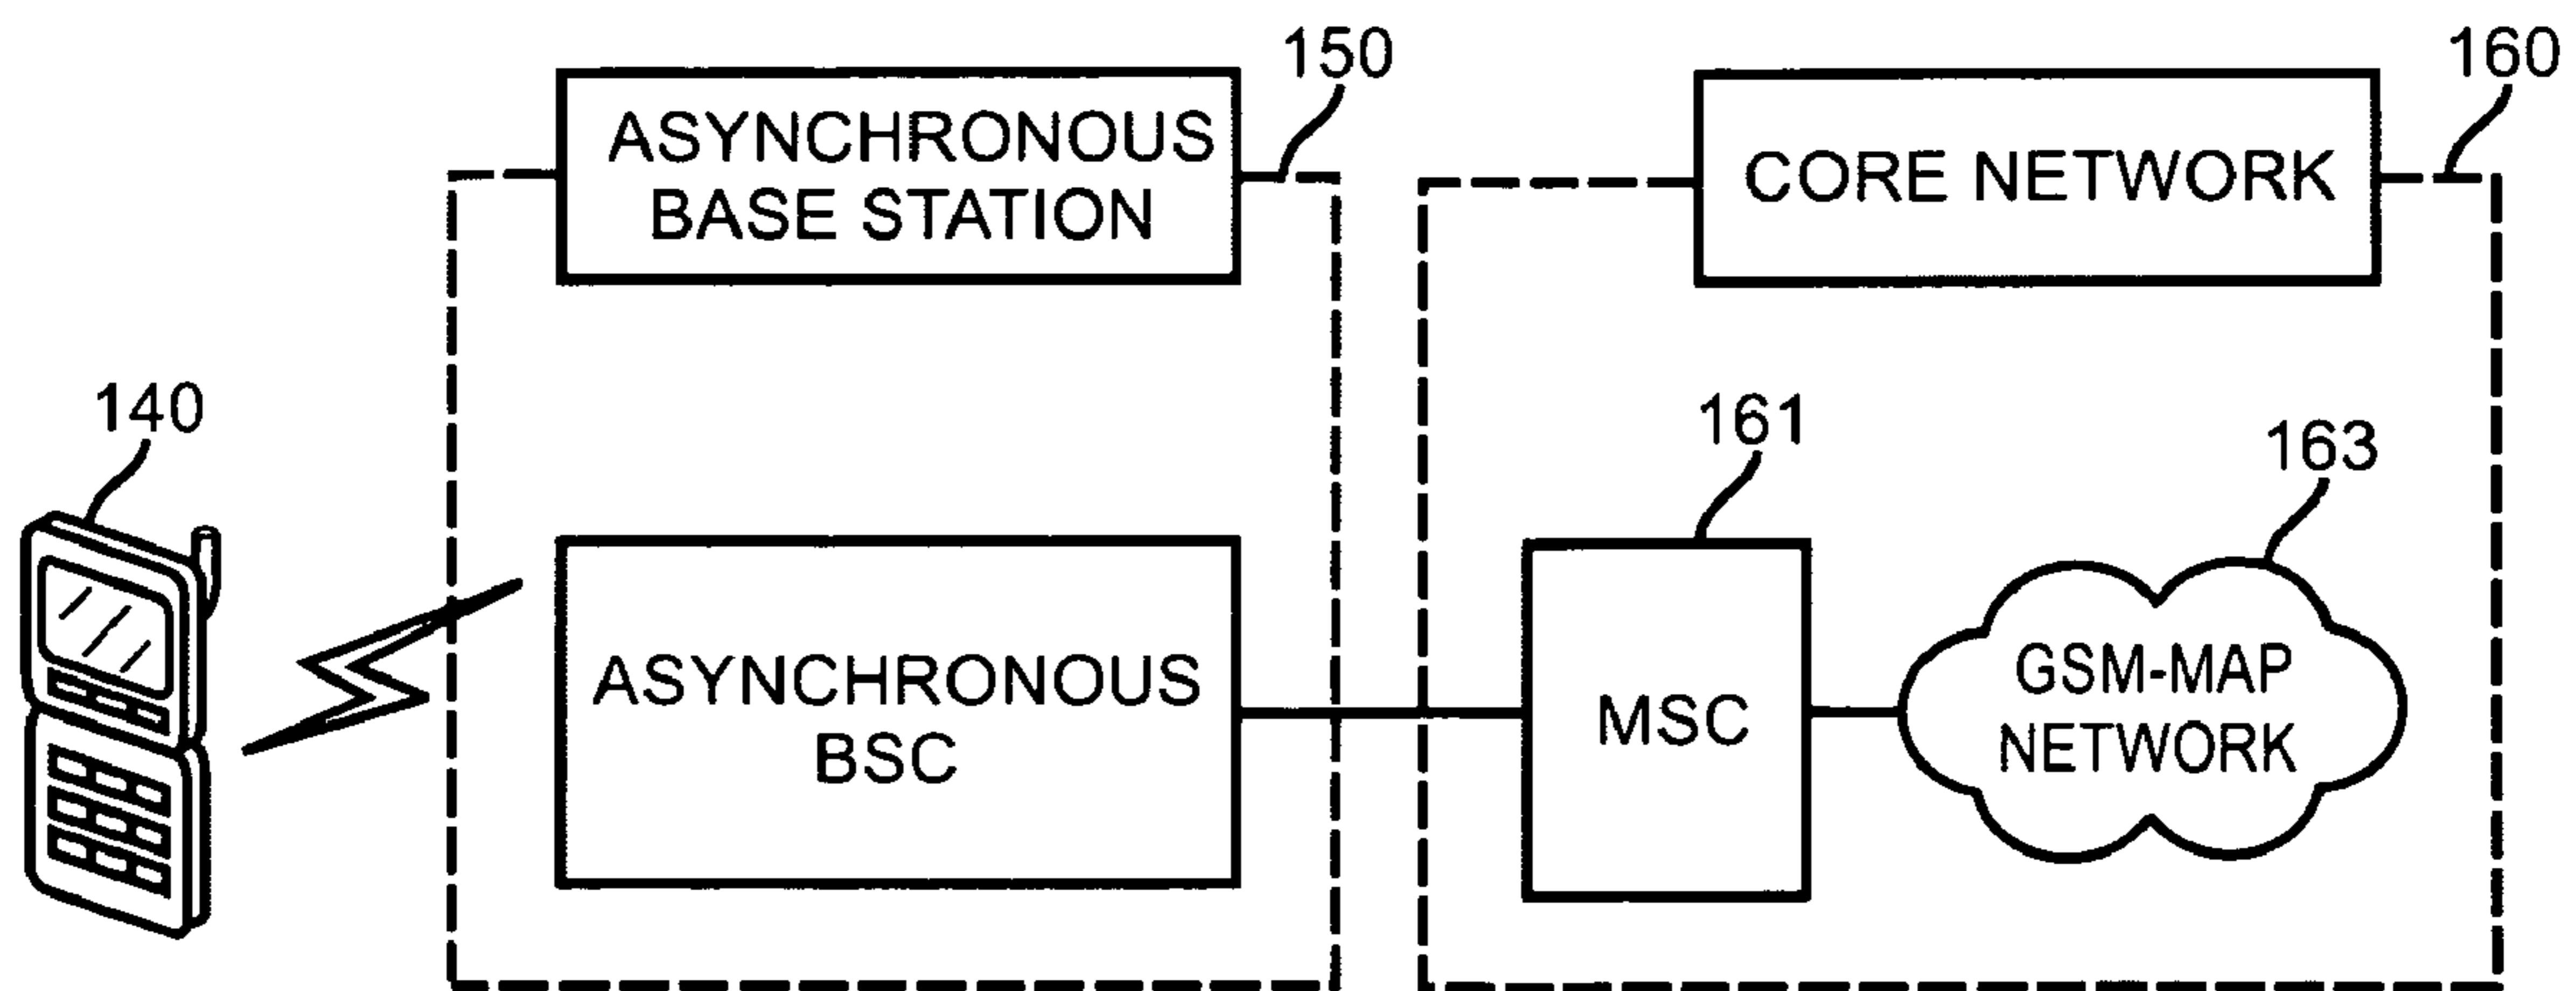 150
160
ASYNCHRONOUS
BASE STATION
CORE NETWORK
140
161
163
ASYNCHRONOUS
BSC
MSC
GSM-MAP
NETWORK